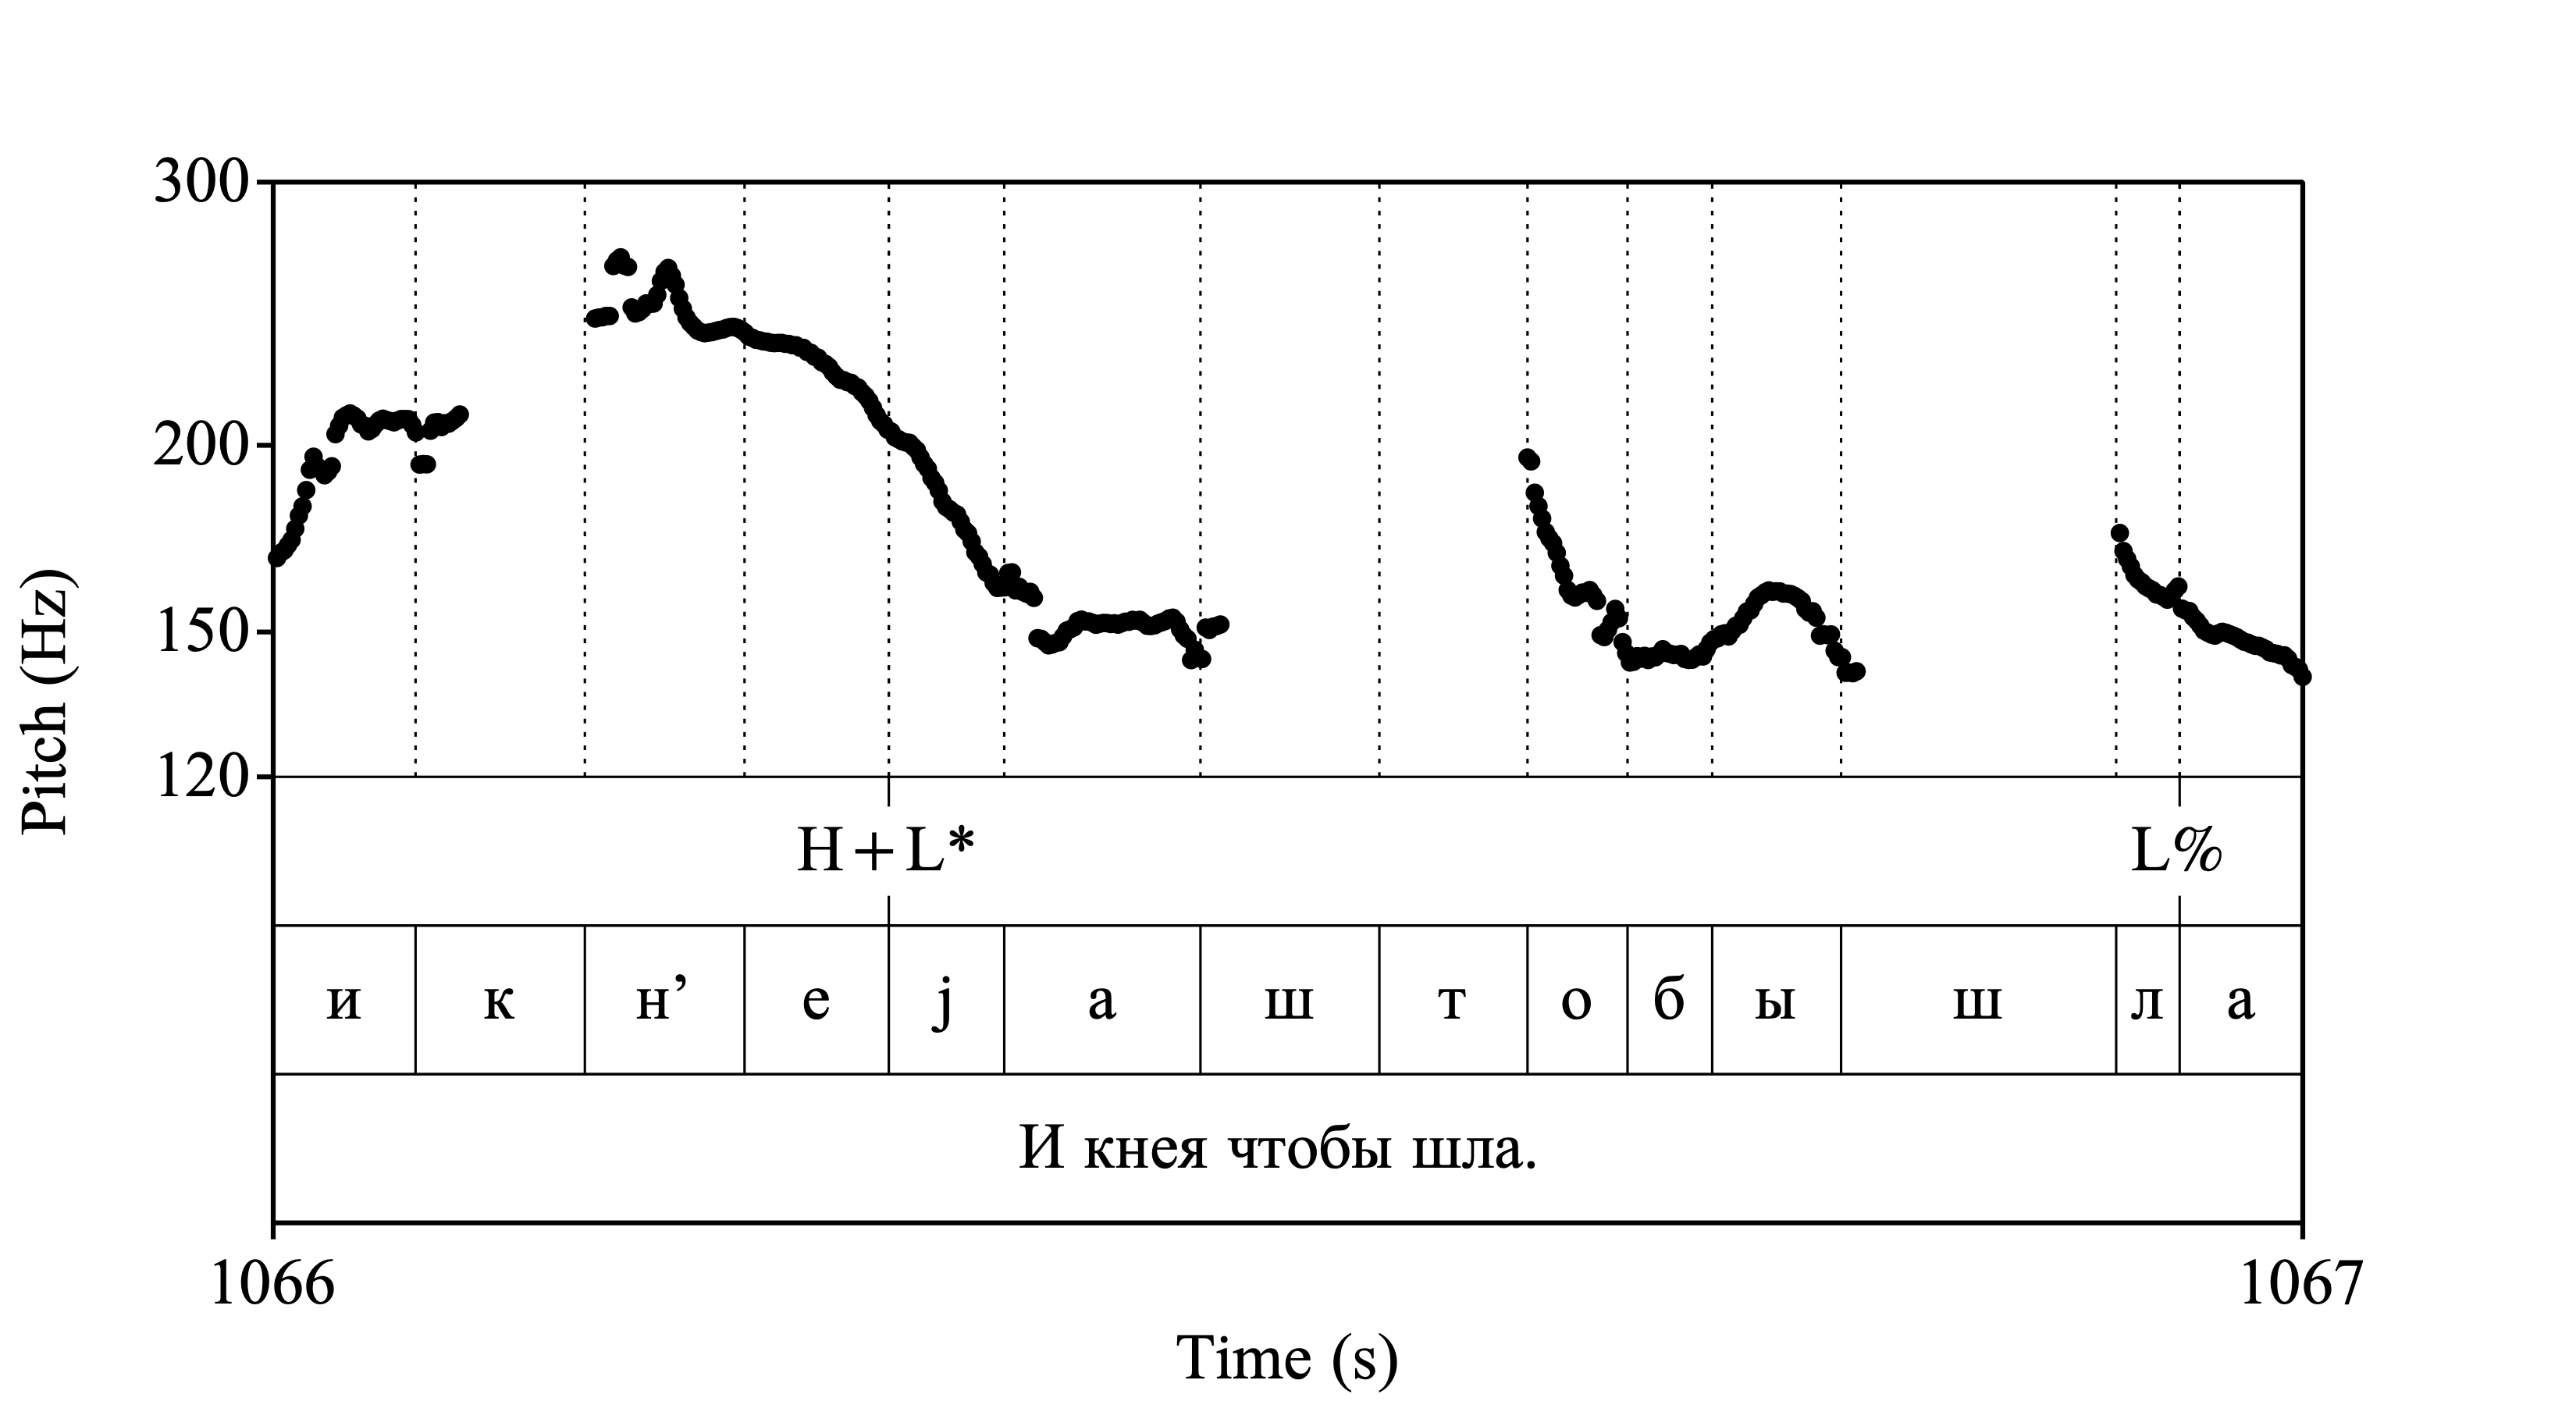 300
200
150
120
Pitch (Hz)
H+L* L%
и к н’ е j а ш т о б ы ш л а
И кнея чтобы шла.
1066 1067
Time (s)